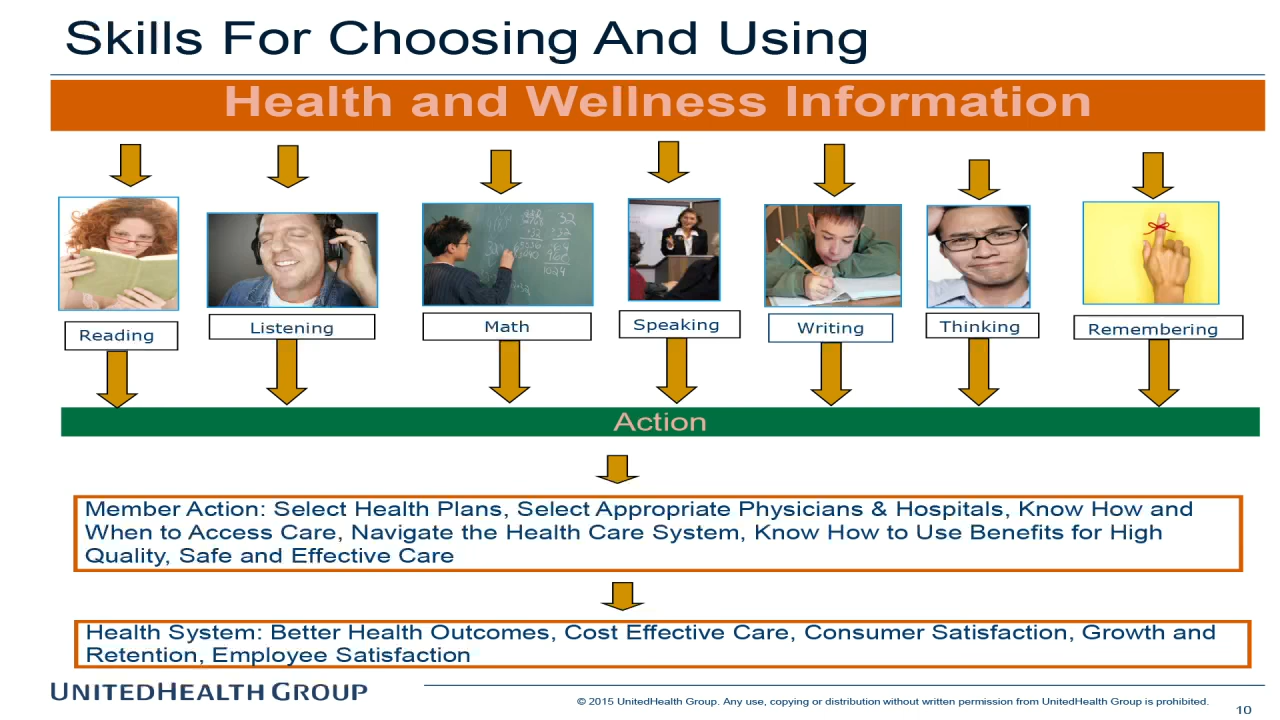 Skills For Choosing And Using
Health and Wellness Information
Reading
Listening
Math
Speaking
Writing
Thinking
Remembering
Action
Member Action: Select Health Plans, Select Appropriate Physicians & Hospitals, Know How and
When to Access Care, Navigate the Health Care System, Know How to Use Benefits for High
Quality, Safe and Effective Care
Health System: Better Health Outcomes, Cost Effective Care, Consumer Satisfaction, Growth and
Retention, Employee Satisfaction
UNITEDHEALTH GROUP
© 2015 UnitedHealth Group. Any use, copying or distribution without written permission from UnitedHealth Group is prohibited.
10